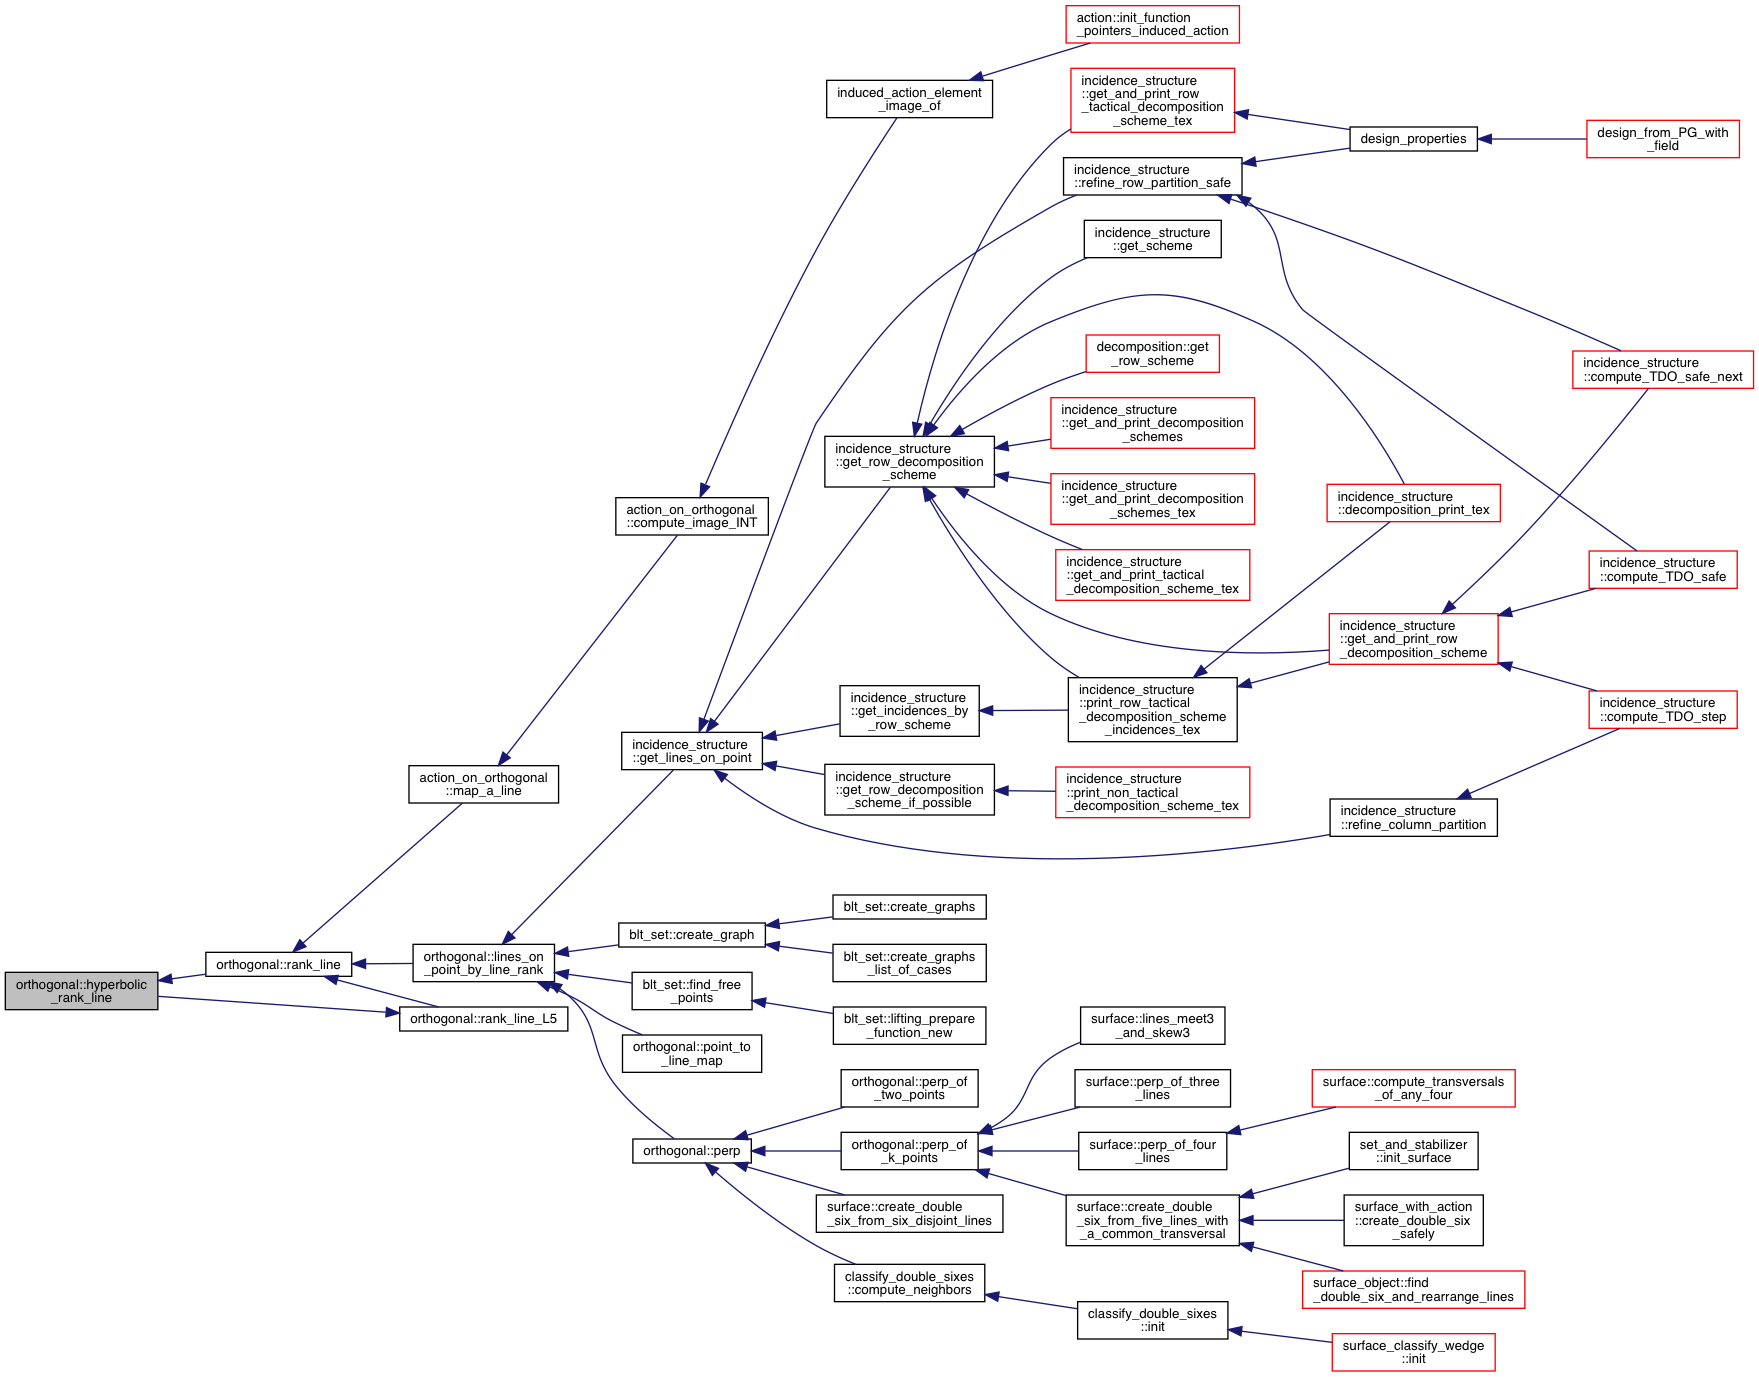 action::init_function
_pointers_induced_action
induced_action_element
_image_of
incidence_structure
::get_and_print_row
_tactical_decomposition
_scheme_tex
design_properties
design_from_PG_with
_field
incidence_structure
::refine_row_partition_safe
incidence_structure
::get_scheme
decomposition::get
_row_scheme
incidence_structure
::compute_TDO_safe_next
incidence_structure
::get_and_print_decomposition
_schemes
incidence_structure
::get_row_decomposition
_scheme
incidence_structure
::get_and_print_decomposition
_schemes_tex
incidence_structure
::decomposition_print_tex
action_on_orthogonal
::compute_image_INT
incidence_structure
::get_and_print_tactical
_decomposition_scheme_tex
incidence_structure
::compute_TDO_safe
incidence_structure
::get_and_print_row
_decomposition_scheme
incidence_structure
::print_row_tactical
_decomposition_scheme
_incidences_tex
incidence_structure
::get_incidences_by
_row_scheme
incidence_structure
::compute_TDO_step
incidence_structure
::get_lines_on_point
action_on_orthogonal
::map_a_line
incidence_structure
::get_row_decomposition
_scheme_if_possible
incidence_structure
::print_non_tactical
_decomposition_scheme_tex
incidence_structure
::refine_column_partition
blt_set::create_graphs
blt_set::create_graph
orthogonal::rank_line
orthogonal::lines_on
_point_by_line_rank
blt_set::create_graphs
_list_of_cases
orthogonal::hyperbolic
_rank_line
blt_set::find_free
_points
orthogonal::rank_line_L5
blt_set::lifting_prepare
_function_new
surface::lines_meet3
_and_skew3
orthogonal::point_to
_line_map
orthogonal::perp_of
_two_points
surface::perp_of_three
_lines
surface::compute_transversals
_of_any_four
orthogonal::perp
orthogonal::perp_of
_k_points
surface::perp_of_four
_lines
set_and_stabilizer
::init_surface
surface::create_double
_six_from_six_disjoint_lines
surface::create_double
_six_from_five_lines_with
_a_common_transversal
surface_with_action
::create_double_six
_safely
classify_double_sixes
::compute_neighbors
surface_object::find
_double_six_and_rearrange_lines
classify_double_sixes
::init
surface_classify_wedge
::init